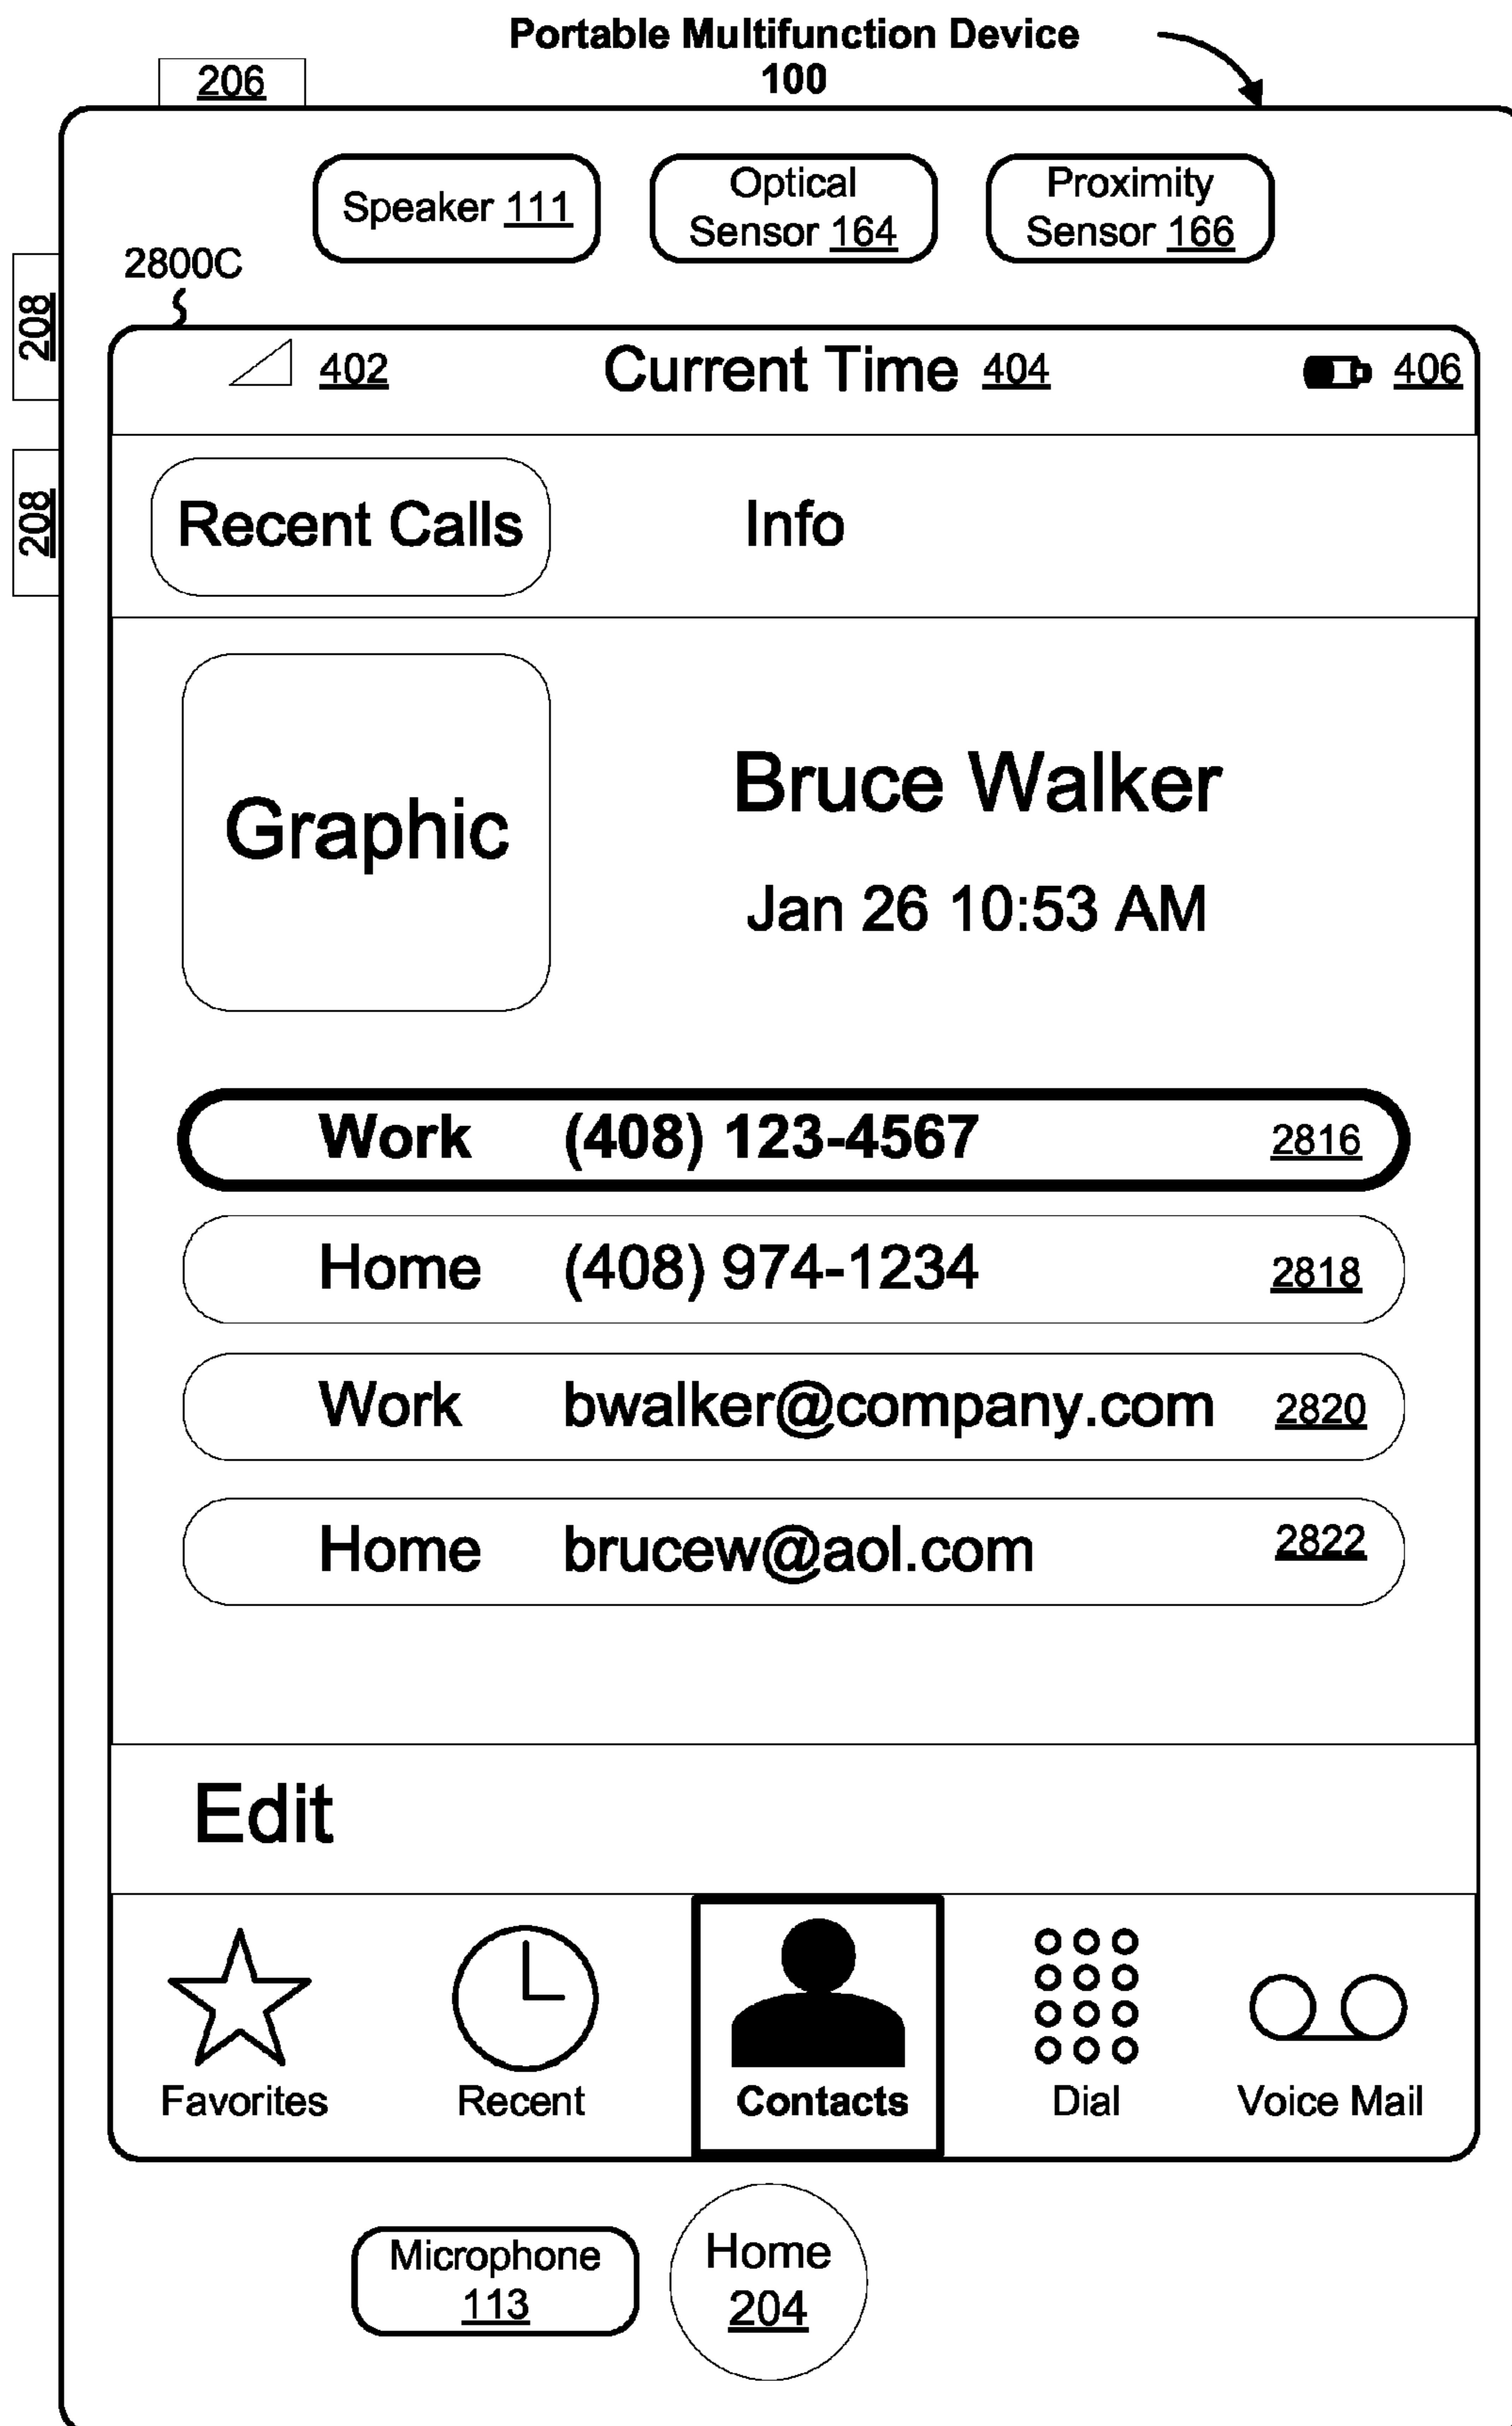 Portable Multifunction Device
100
206
Speaker 111
Optical
Sensor 164
Proximity
Sensor 166
2800C
208
208
402
Current Time 404
406
Recent Calls
Info
Graphic
Bruce Walker
Jan 26 10:53 AM
Work (408) 123-4567 2816
Home (408) 974-1234 2818
Work bwalker@company.com 2820
Home brucew@aol.com 2822
Edit
Favorites
Recent
Contacts
Dial
Voice Mail
Microphone
113
Home
204